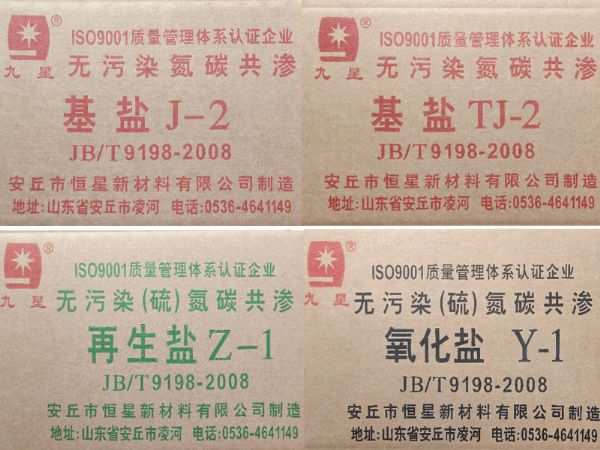 ISO9001质量管理体系认证企业
®
九星
无污染氮碳共渗
基盐 J-2
JB/T9198-2008
安丘市恒星新材料有限公司制造
地址:山东省安丘市凌河 电话:0536-4641149
ISO9001质量管理体系认证企业
®
九星
无污染氮碳共渗
基盐 TJ-2
JB/T9198-2008
安丘市恒星新材料有限公司制造
地址:山东省安丘市凌河 电话:0536-4641149
®
ISO9001质量管理体系认证企业
九星
无污染(硫)氮碳共渗
再生盐 Z-1
JB/T9198-2008
安丘市恒星新材料有限公司制造
地址:山东省安丘市凌河 电话:0536-4641149
®
ISO9001质量管理体系认证企业
九星
无污染(硫)氮碳共渗
氧化盐 Y-1
JB/T9198-2008
安丘市恒星新材料有限公司制造
地址:山东省安丘市凌河 电话:0536-4641149